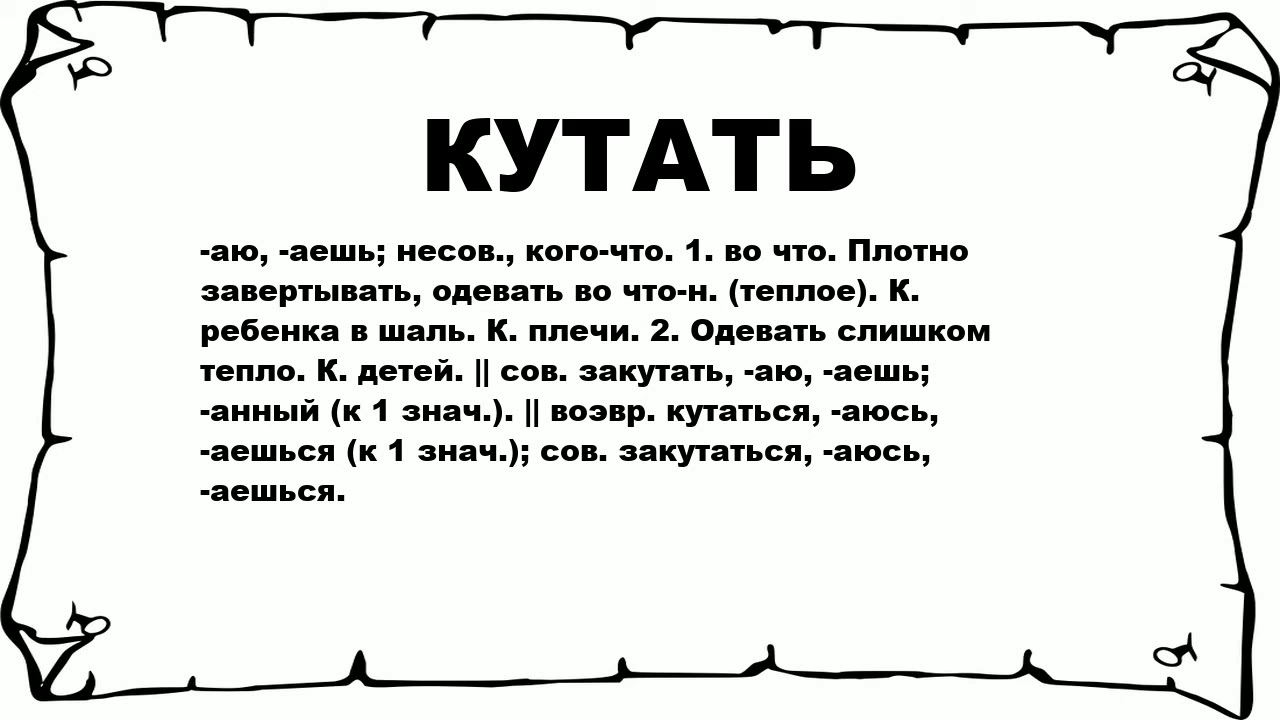 КУТАТЬ
-аю, -аешь; несов., кого-что. 1. во что. Плотно
завертывать, одевать во что-н. (теплое). К.
ребенка в шаль. К. плечи. 2. Одевать слишком
тепло. К. детей. || сов. закутать, -аю, -аешь;
-анный (к 1 знач.). || воэвр. кутаться, -аюсь,
-аешься (к 1 знач.); сов. закутаться, -аюсь,
-аешься.